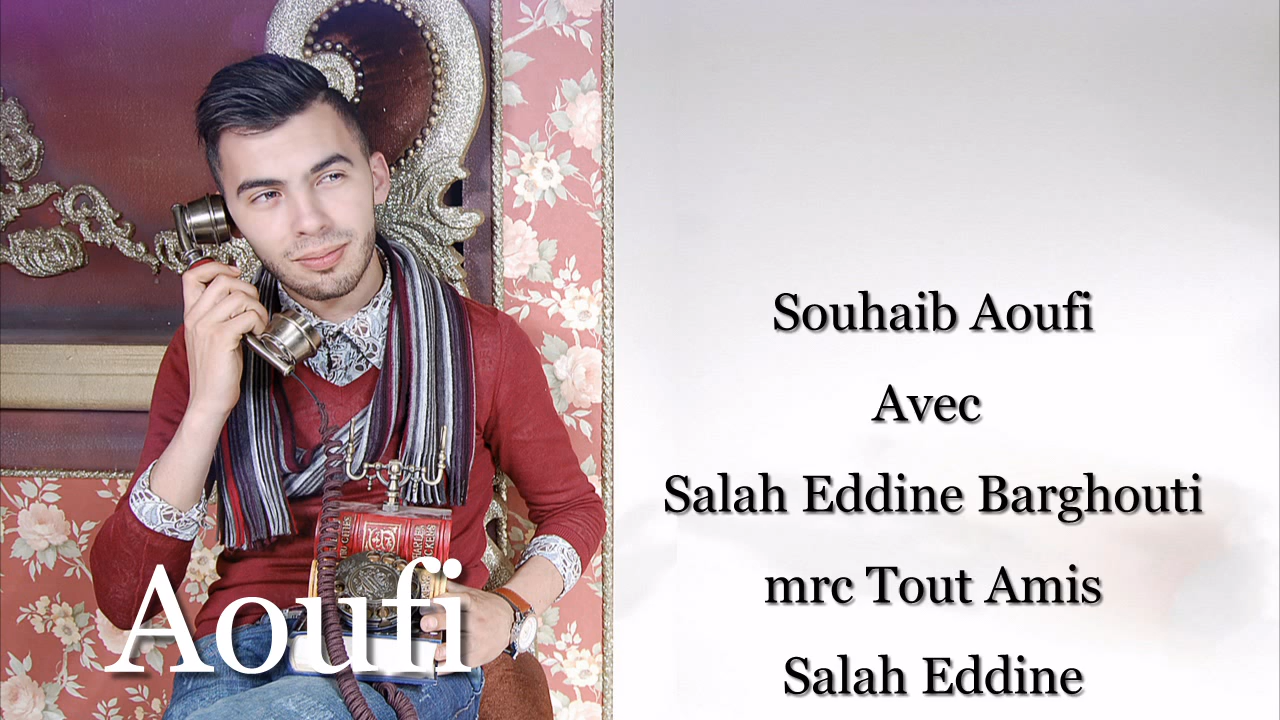 Aoufi
Souhaib Aoufi
Avec
Salah Eddine Barghouti
mrc Tout Amis
Salah Eddine